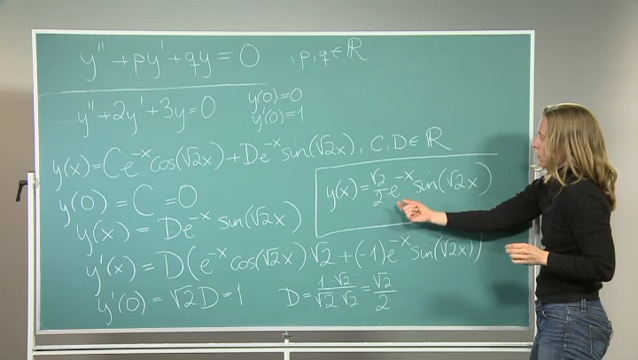 y'' + py' + qy = 0 , p,q ∈ ℝ
y'' + 2y' + 3y = 0
y(0) = 0
y'(0) = 1
y(x) = Ce^{-x} cos(√2x) + De^{-x} sin(√2x), C,D ∈ ℝ
y(0) = C = 0
y(x) = √2/2 e^{-x} sin(√2x)
y(x) = De^{-x} sin(√2x)
y'(x) = D(e^{-x} cos(√2x)√2 + (-1)e^{-x} sin(√2x))
y'(0) = √2D = 1
D = 1·√2/√2·√2 = √2/2